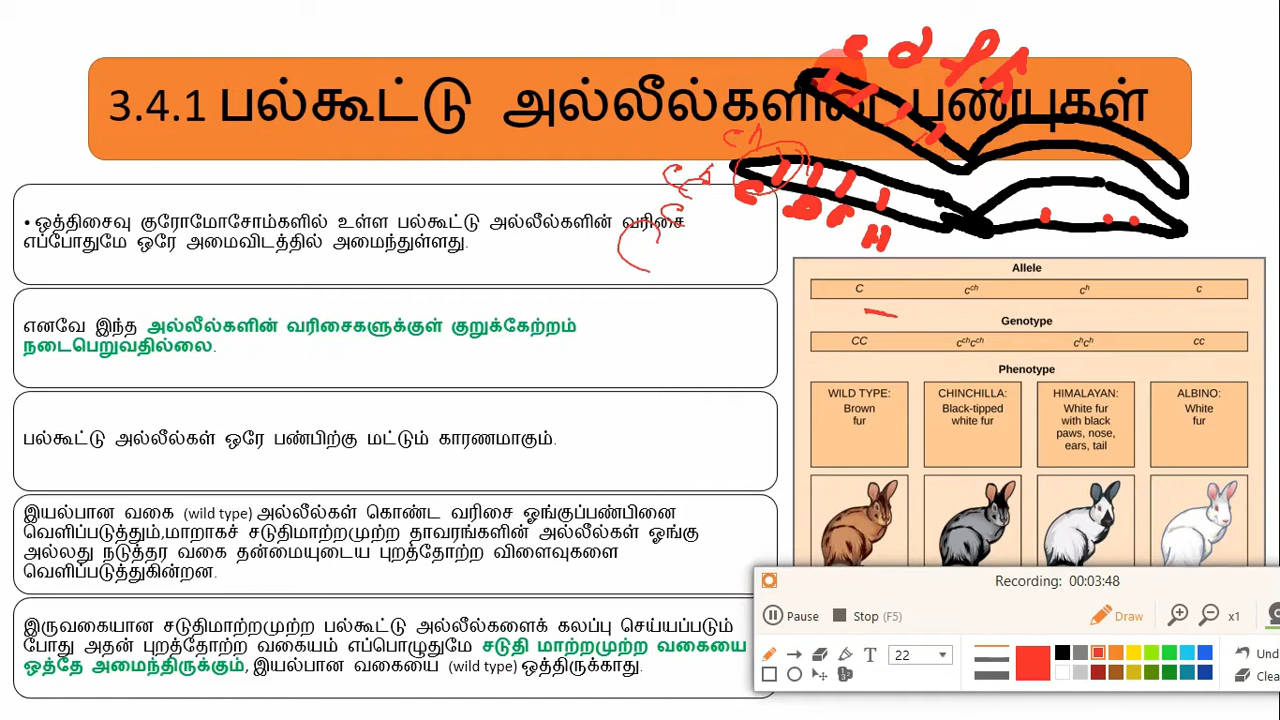 3.4.1 பல்கூட்டு அல்லீல்களின் பண்புகள்
• ஒத்திசைவு குரோமோசோம்களில் உள்ள பல்கூட்டு அல்லீல்களின் வரிசை
எப்போதுமே ஒரே அமைவிடத்தில் அமைந்துள்ளது.
எனவே இந்த அல்லீல்களின் வரிசைகளுக்குள் குறுக்கேற்றம்
நடைபெறுவதில்லை.
பல்கூட்டு அல்லீல்கள் ஒரே பண்பிற்கு மட்டும் காரணமாகும்.
இயல்பான வகை (wild type) அல்லீல்கள் கொண்ட வரிசை ஓங்குப்பண்பினை
வெளிப்படுத்தும்,மாறாகச் சடுதிமாற்றமுற்ற தாவரங்களின் அல்லீல்கள் ஓங்கு
அல்லது நடுத்தர வகை தன்மையுடைய புறத்தோற்ற விளைவுகளை
வெளிப்படுத்துகின்றன.
இருவகையான சடுதிமாற்றமுற்ற பல்கூட்டு அல்லீல்களைக் கலப்பு செய்யப்படும்
போது அதன் புறத்தோற்ற வகையம் எப்பொழுதுமே சடுதி மாற்றமுற்ற வகையை
ஒத்தே அமைந்திருக்கும், இயல்பான வகையை (wild type) ஒத்திருக்காது.
Allele
C cch ch c
Genotype
CC cchcch chch cc
Phenotype
WILD TYPE: Brown fur
CHINCHILLA: Black-tipped white fur
HIMALAYAN: White fur with black paws, nose, ears, tail
ALBINO: White fur
Recording: 00:03:48
Pause Stop (F5) Draw x1
T 22 Und
Clea